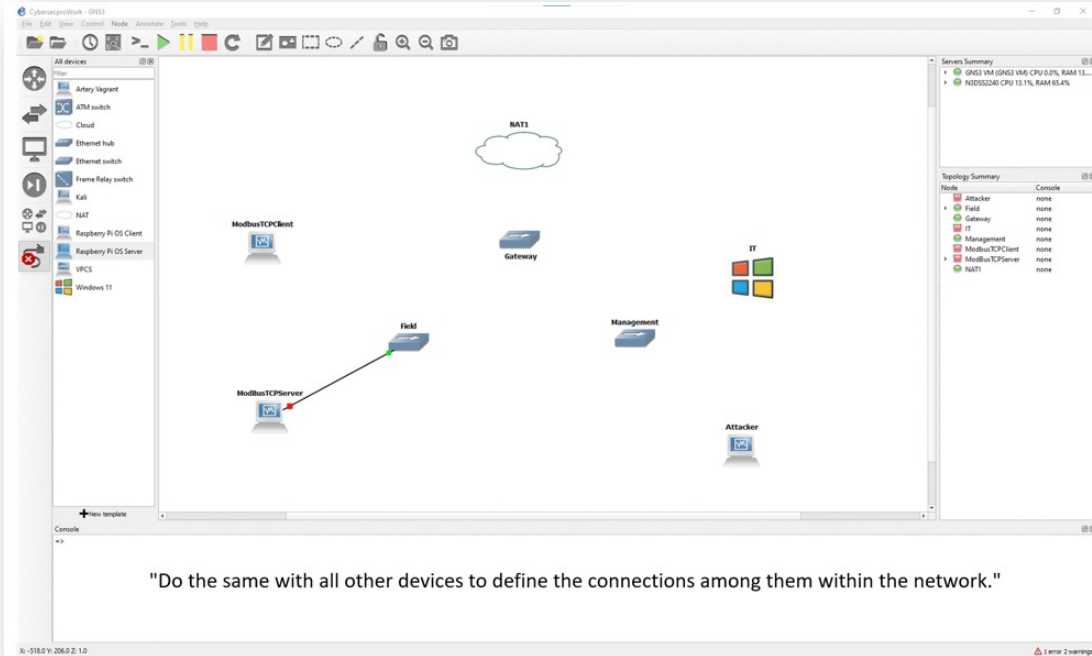 CybersecproWork - GNS3
File Edit View Control Node Annotate Tools Help
All devices
Filter
Artery Vagrant
ATM switch
Cloud
Ethernet hub
Ethernet switch
Frame Relay switch
Kali
NAT
Raspberry Pi OS Client
Raspberry Pi OS Server
VPCS
Windows 11
New template
NAT1
ModbusTCPClient
Gateway
IT
Field
Management
ModBusTCPServer
Attacker
Servers Summary
GNS3 VM (GNS3 VM) CPU 0.0%, RAM 13....
N3DSS2240 CPU 13.1%, RAM 65.4%
Topology Summary
Node Console
Attacker none
Field none
Gateway none
IT none
Management none
ModbusTCPClient none
ModBusTCPServer none
NAT1 none
Console
=>
"Do the same with all other devices to define the connections among them within the network."
X: -518.0 Y: 206.0 Z: 1.0
1 error 2 warnings